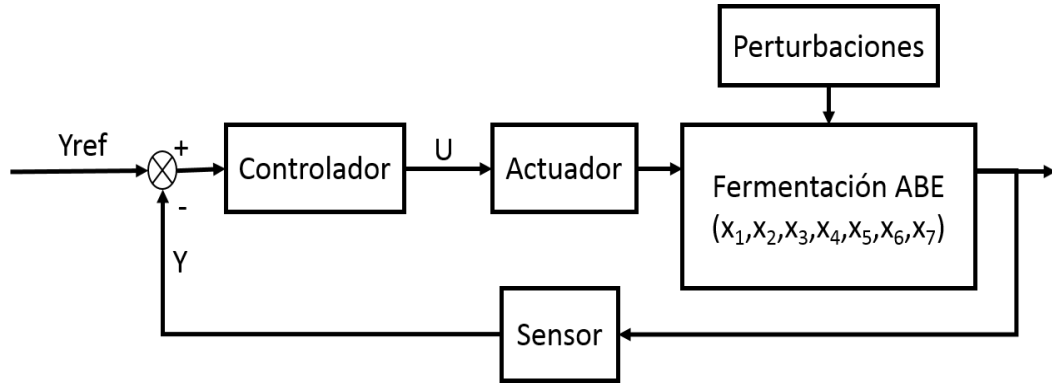 Perturbaciones
Yref
+
Controlador
U
Actuador
Fermentación ABE
(x₁,x₂,x₃,x₄,x₅,x₆,x₇)
-
Y
Sensor